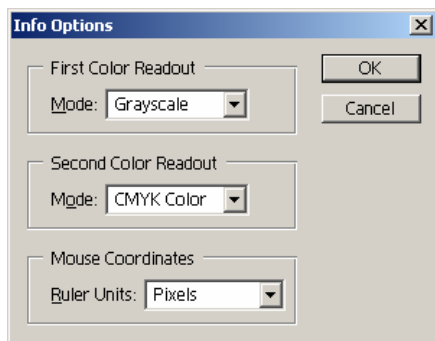 Info Options
First Color Readout
OK
Mode: Grayscale
Cancel
Second Color Readout
Mode: CMYK Color
Mouse Coordinates
Ruler Units: Pixels